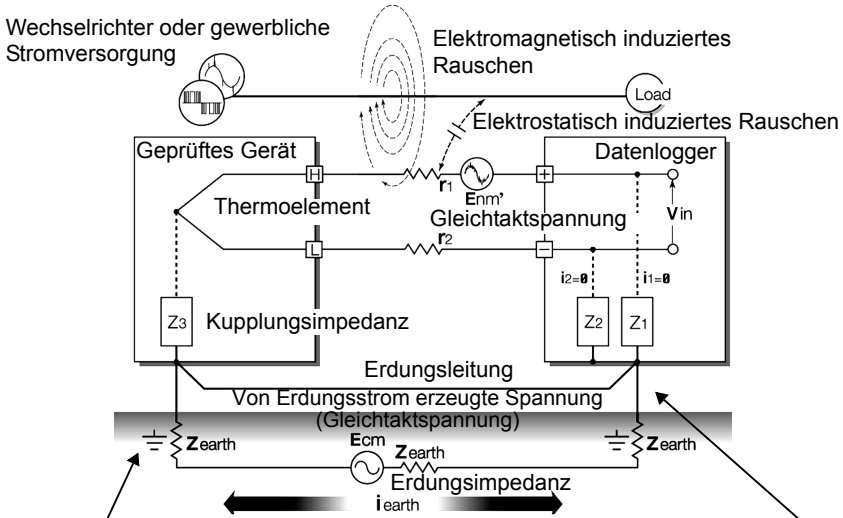 Wechselrichter oder gewerbliche
Stromversorgung
Elektromagnetisch induziertes
Rauschen
Load
Elektrostatisch induziertes Rauschen
Geprüftes Gerät
Datenlogger
H
r1
Enm'
+
Thermoelement
Gleichtaktspannung
Vin
L
r2
−
i2=0
i1=0
Z3
Kupplungsimpedanz
Z2
Z1
Erdungsleitung
Von Erdungsstrom erzeugte Spannung
(Gleichtaktspannung)
Zearth
Ecm
Zearth
Zearth
Erdungsimpedanz
iearth